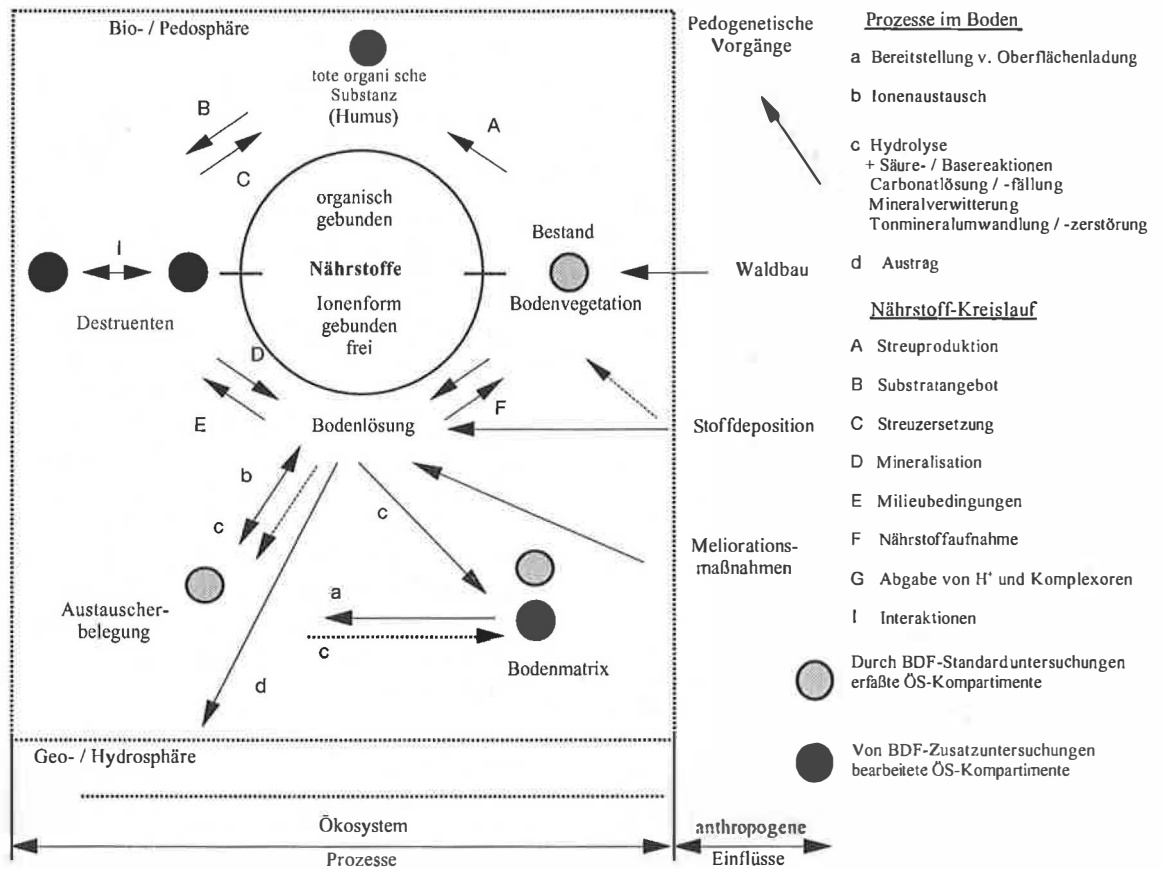 Bio- / Pedosphäre
tote organi sche
Substanz
(Humus)
B
C
A
organisch
gebunden
Nährstoffe
Ionenform
gebunden
frei
I
Destruenten
Bestand
Bodenvegetation
D
E
F
Bodenlösung
b
c
c
a
c
d
Austauscher-
belegung
Bodenmatrix
Geo- / Hydrosphäre
Ökosystem
Prozesse
anthropogene
Einflüsse
Pedogenetische
Vorgänge
Waldbau
Stoffdeposition
Meliorations-
maßnahmen
Prozesse im Boden
a Bereitstellung v. Oberflächenladung
b Ionenaustausch
c Hydrolyse
+ Säure- / Basereaktionen
Carbonatlösung / -fällung
Mineralverwitterung
Tonmineralumwandlung / -zerstörung
d Austrag
Nährstoff-Kreislauf
A Streuproduktion
B Substratangebot
C Streuzersetzung
D Mineralisation
E Milieubedingungen
F Nährstoffaufnahme
G Abgabe von H⁺ und Komplexoren
I Interaktionen
Durch BDF-Standarduntersuchungen
erfaßte ÖS-Kompartimente
Von BDF-Zusatzuntersuchungen
bearbeitete ÖS-Kompartimente